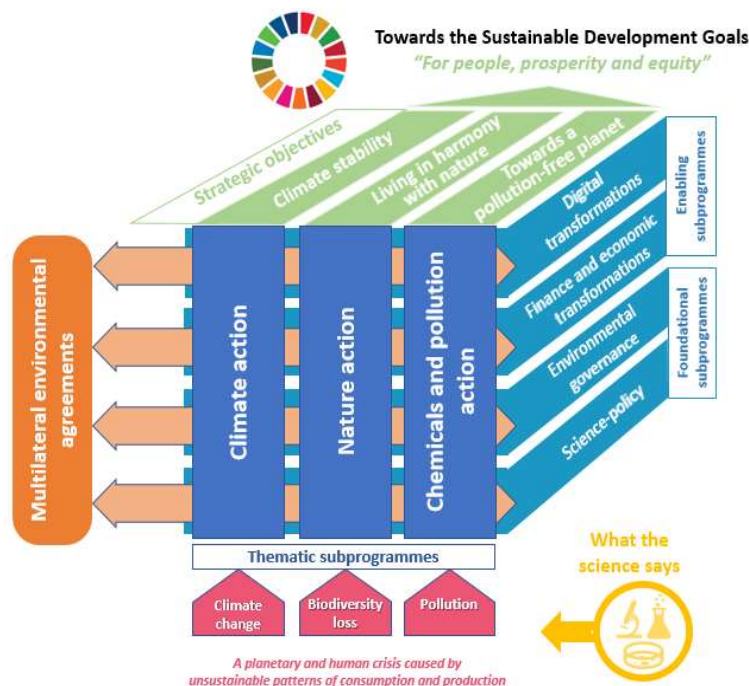 Towards the Sustainable Development Goals
“For people, prosperity and equity”
Strategic objectives
Climate stability
Living in harmony
with nature
Towards a
pollution-free planet
Digital
transformations
Finance and economic
transformations
Environmental
governance
Science-policy
Enabling
subprogrammes
Foundational
subprogrammes
Multilateral environmental
agreements
Climate action
Nature action
Chemicals and pollution
action
Thematic subprogrammes
Climate
change
Biodiversity
loss
Pollution
What the
science says
A planetary and human crisis caused by
unsustainable patterns of consumption and production